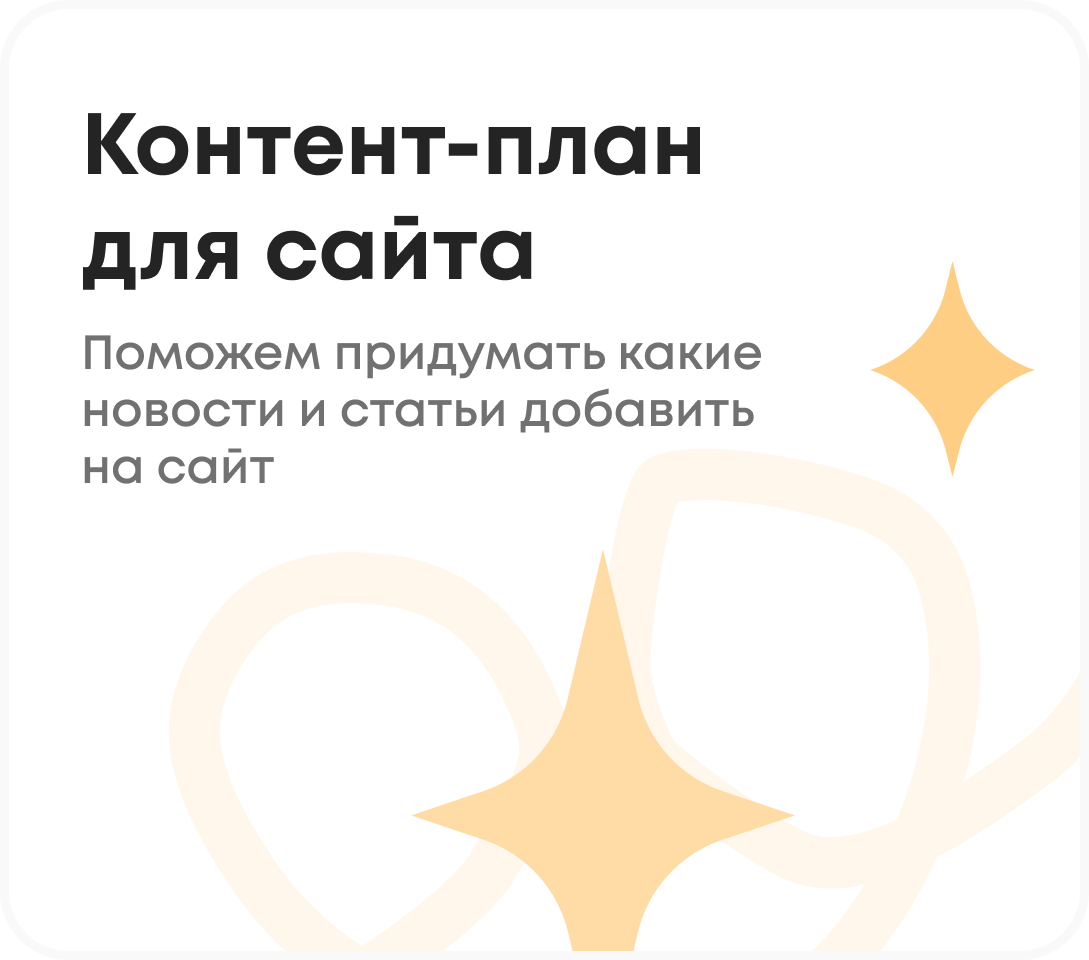 Контент-план
для сайта
Поможем придумать какие
новости и статьи добавить
на сайт